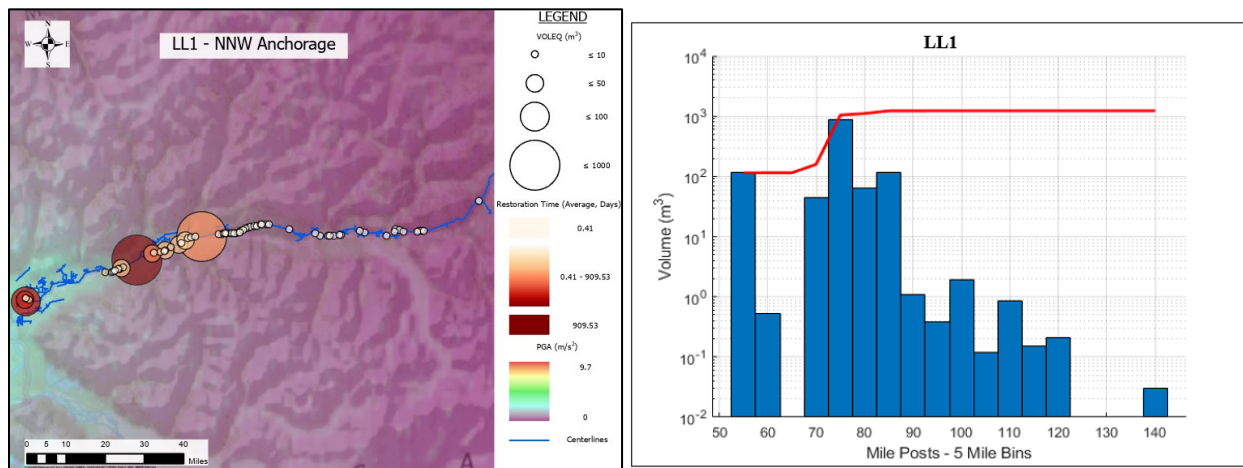 N
W E
S
LL1 - NNW Anchorage
LEGEND
VOLEQ (m³)
≤ 10
≤ 50
≤ 100
≤ 1000
Restoration Time (Average, Days)
0.41
0.41 - 909.53
909.53
PGA (m/s²)
9.7
0
Centerlines
0 5 10 20 30 40
Miles
A
LL1
Volume (m³)
10⁴
10³
10²
10¹
10⁰
10⁻¹
10⁻²
50 60 70 80 90 100 110 120 130 140
Mile Posts - 5 Mile Bins